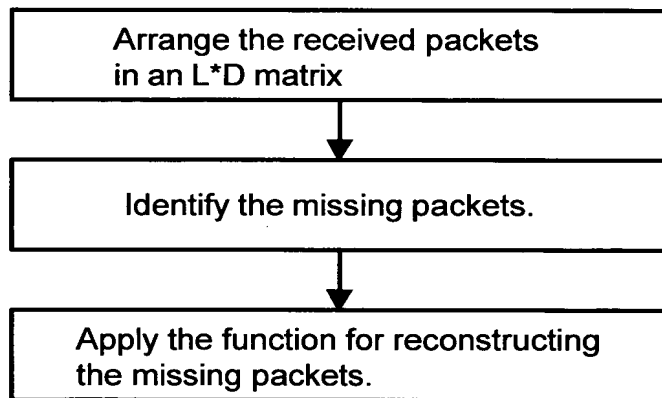 Arrange the received packets
in an L*D matrix
Identify the missing packets.
Apply the function for reconstructing
the missing packets.